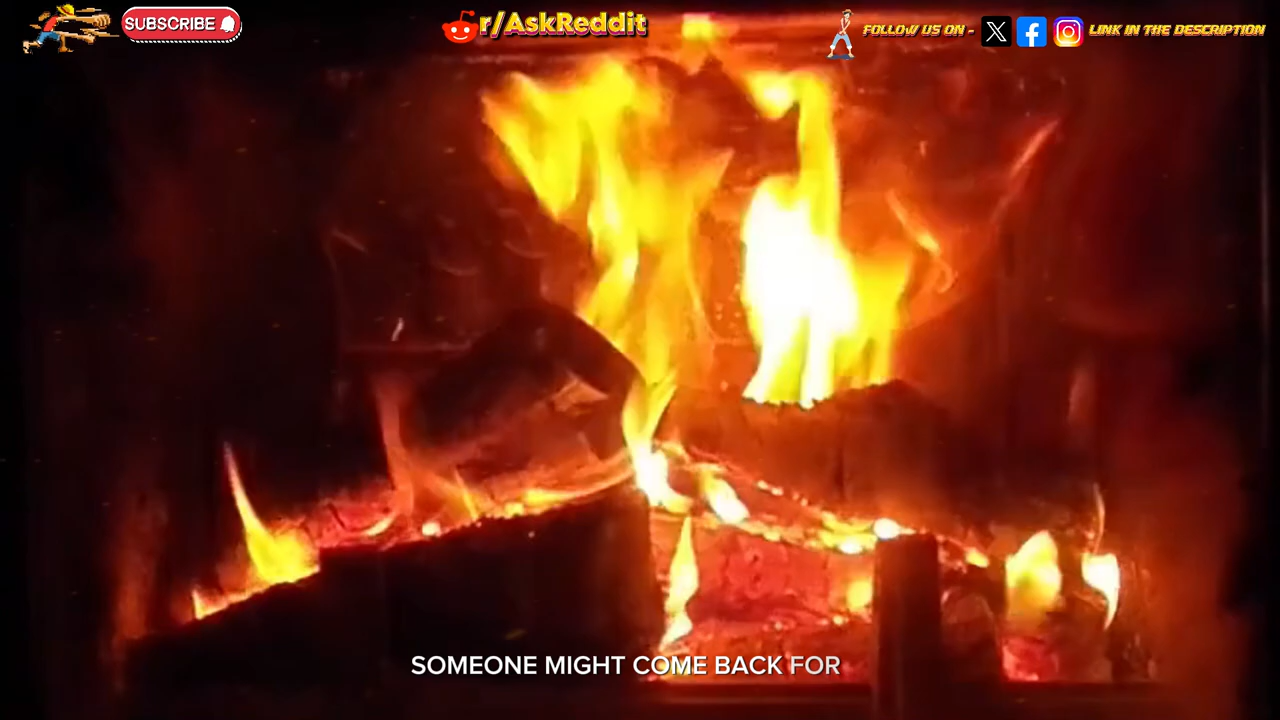 SUBSCRIBE
r/AskReddit
FOLLOW US ON -
LINK IN THE DESCRIPTION
SOMEONE MIGHT COME BACK FOR